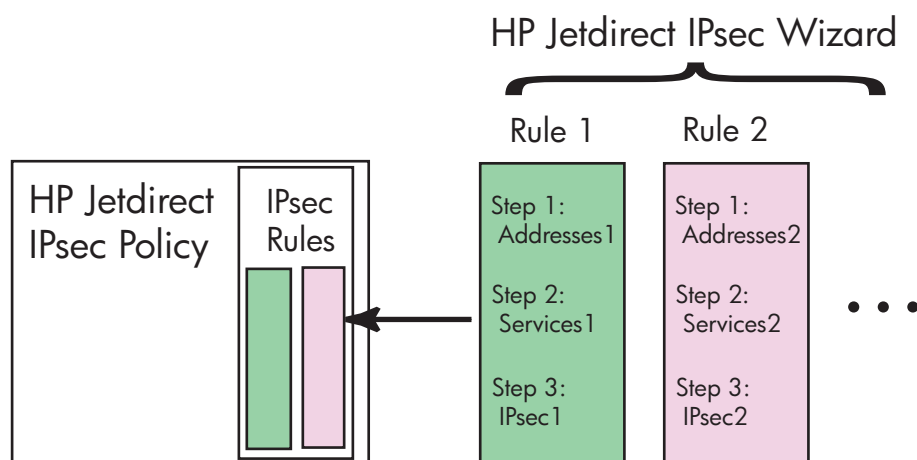 HP Jetdirect IPsec Wizard
Rule 1
Rule 2
HP Jetdirect
IPsec Policy
IPsec
Rules
Step 1:
Addresses1
Step 2:
Services1
Step 3:
IPsec1
Step 1:
Addresses2
Step 2:
Services2
Step 3:
IPsec2